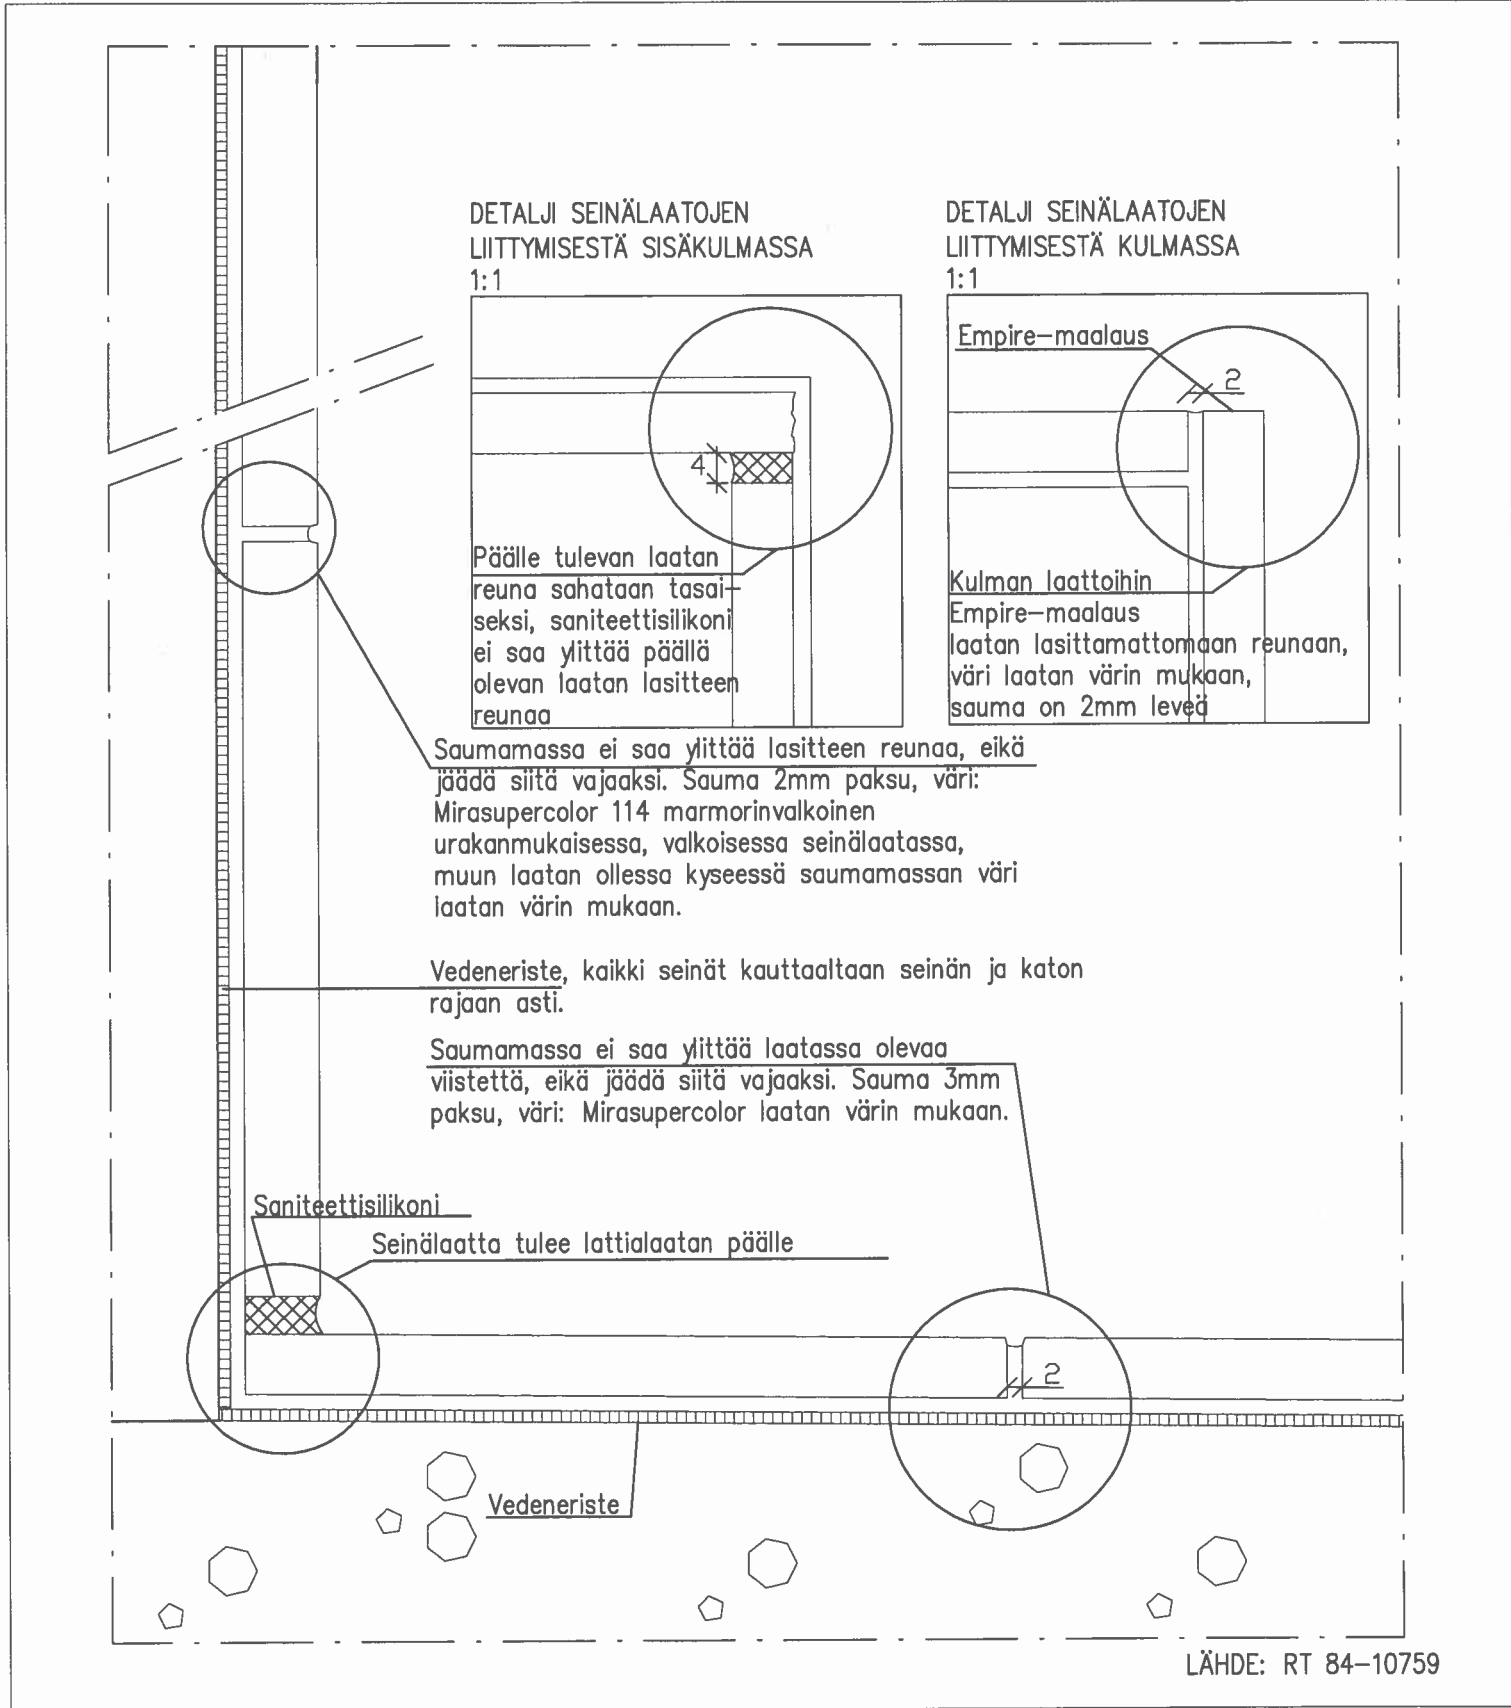 DETALJI SEINÄLAATOJEN
LIITTYMISESTÄ SISÄKULMASSA
1:1
4
Päälle tulevan laatan
reuna sahataan tasai-
seksi, saniteettisilikoni
ei saa ylittää päällä
olevan laatan lasitteen
reunaa
DETALJI SEINÄLAATOJEN
LIITTYMISESTÄ KULMASSA
1:1
Empire-maalaus
2
Kulman laattoihin
Empire-maalaus
laatan lasittamattomaan reunaan,
väri laatan värin mukaan,
sauma on 2mm leveä
Saumamassa ei saa ylittää lasitteen reunaa, eikä
jäädä siitä vajaaksi. Sauma 2mm paksu, väri:
Mirasupercolor 114 marmorinvalkoinen
urakanmukaisessa, valkoisessa seinälaatassa,
muun laatan ollessa kyseessä saumamassan väri
laatan värin mukaan.
Vedeneriste, kaikki seinät kauttaaltaan seinän ja katon
rajaan asti.
Saumamassa ei saa ylittää laatassa olevaa
viistettä, eikä jäädä siitä vajaaksi. Sauma 3mm
paksu, väri: Mirasupercolor laatan värin mukaan.
Saniteettisilikoni
Seinälaatta tulee lattialaatan päälle
2
Vedeneriste
LÄHDE: RT 84-10759